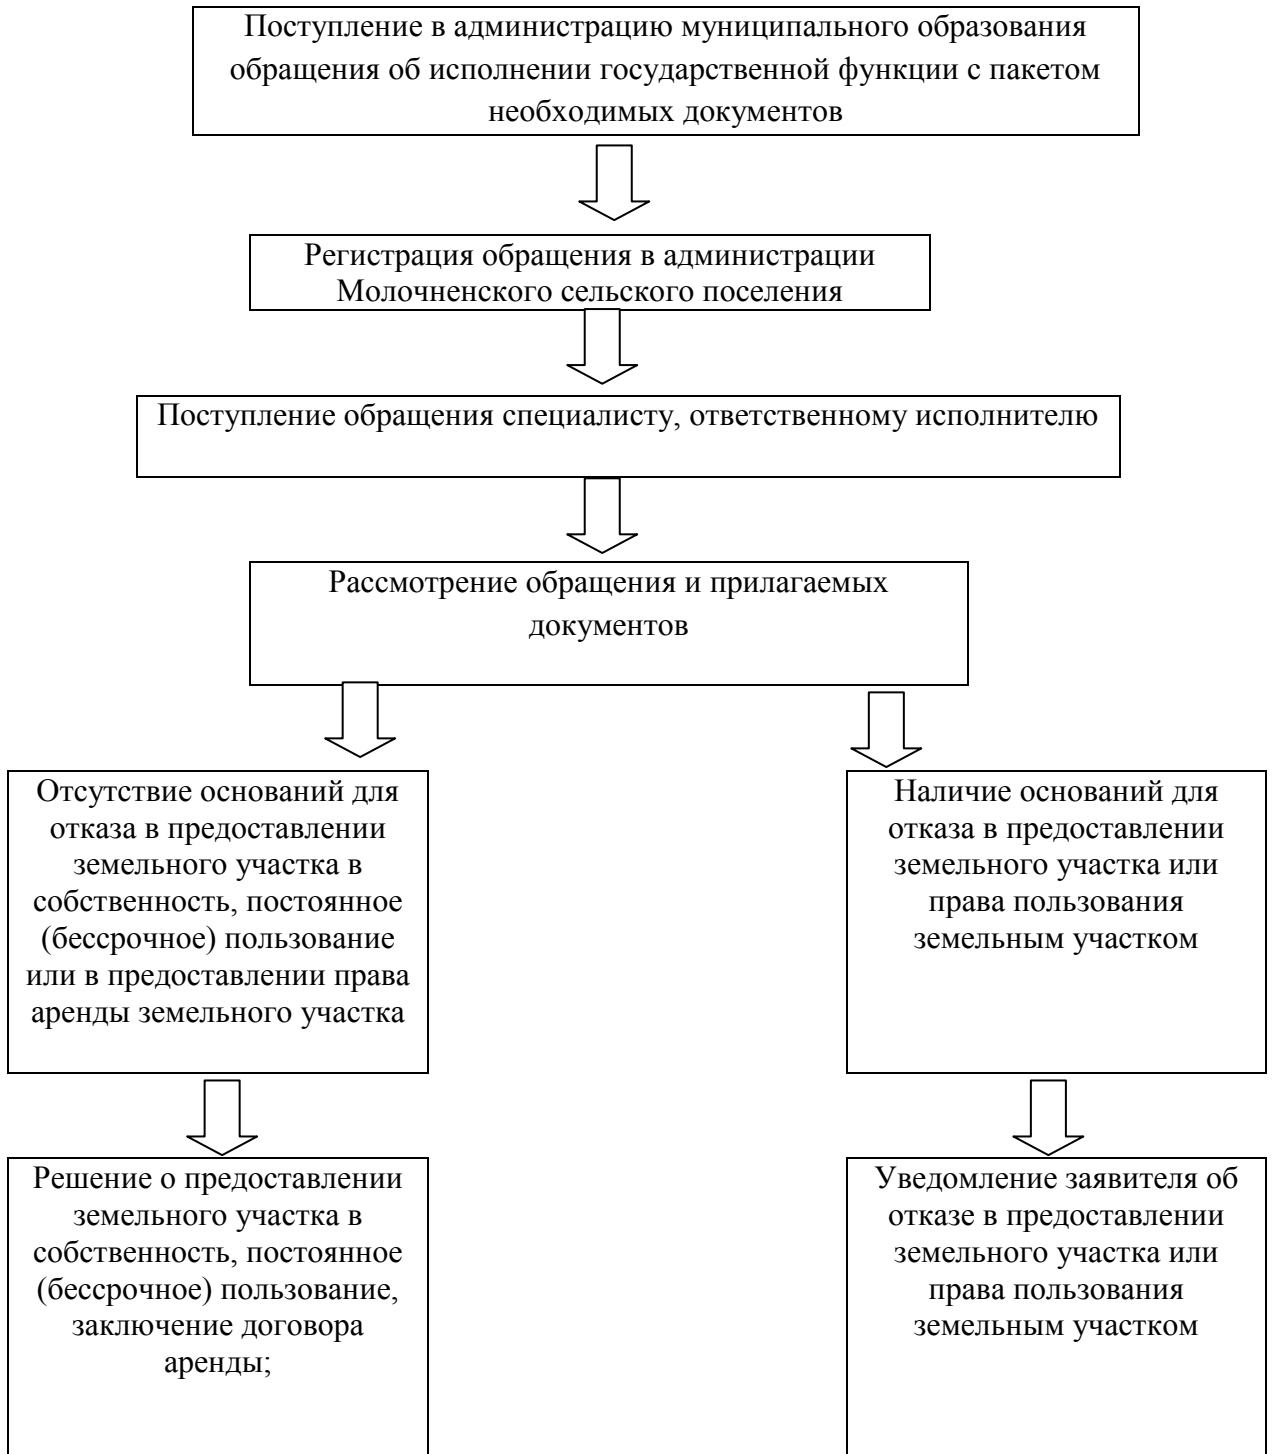 Поступление в администрацию муниципального образования
обращения об исполнении государственной функции с пакетом
необходимых документов
Регистрация обращения в администрации
Молочненского сельского поселения
Поступление обращения специалисту, ответственному исполнителю
Рассмотрение обращения и прилагаемых
документов
Отсутствие оснований для
отказа в предоставлении
земельного участка в
собственность, постоянное
(бессрочное) пользование
или в предоставлении права
аренды земельного участка
Наличие оснований для
отказа в предоставлении
земельного участка или
права пользования
земельным участком
Решение о предоставлении
земельного участка в
собственность, постоянное
(бессрочное) пользование,
заключение договора
аренды;
Уведомление заявителя об
отказе в предоставлении
земельного участка или
права пользования
земельным участком